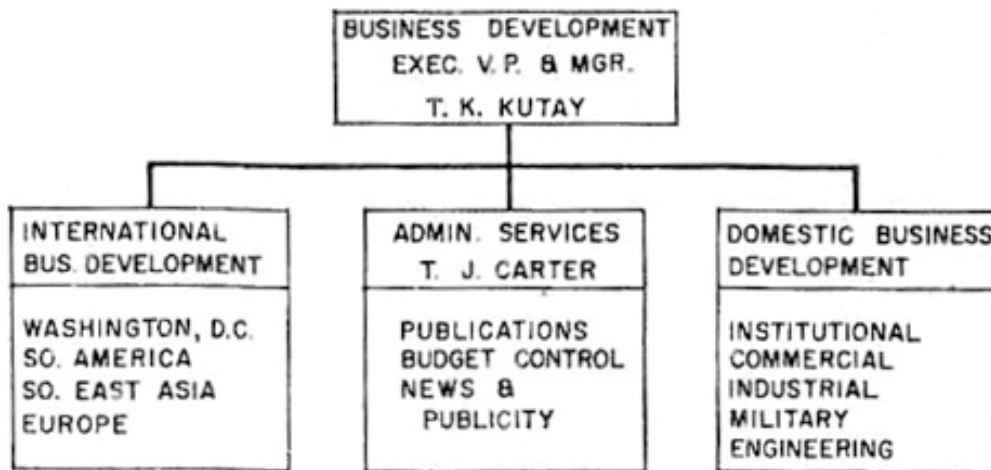 BUSINESS DEVELOPMENT
EXEC. V. P. & MGR.
T. K. KUTAY
INTERNATIONAL
BUS. DEVELOPMENT
WASHINGTON, D.C.
SO. AMERICA
SO. EAST ASIA
EUROPE
ADMIN. SERVICES
T. J. CARTER
PUBLICATIONS
BUDGET CONTROL
NEWS &
PUBLICITY
DOMESTIC BUSINESS
DEVELOPMENT
INSTITUTIONAL
COMMERCIAL
INDUSTRIAL
MILITARY
ENGINEERING